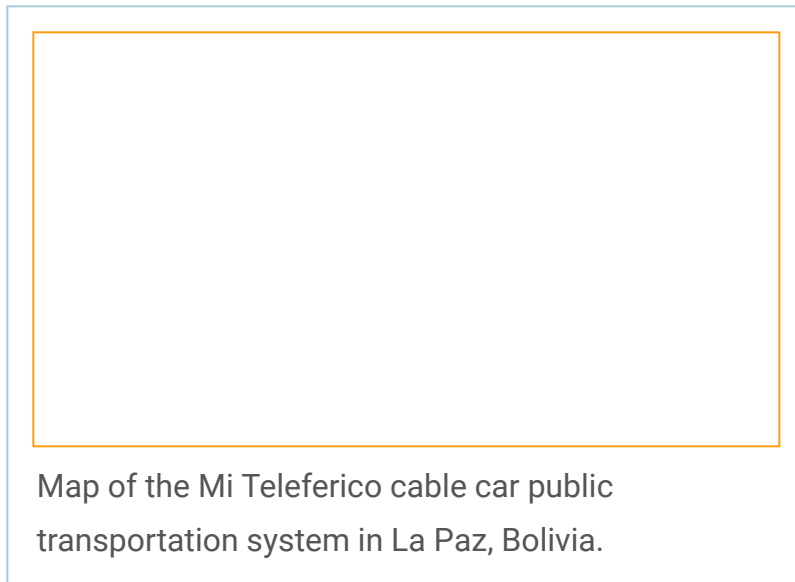 Map of the Mi Teleferico cable car public
transportation system in La Paz, Bolivia.